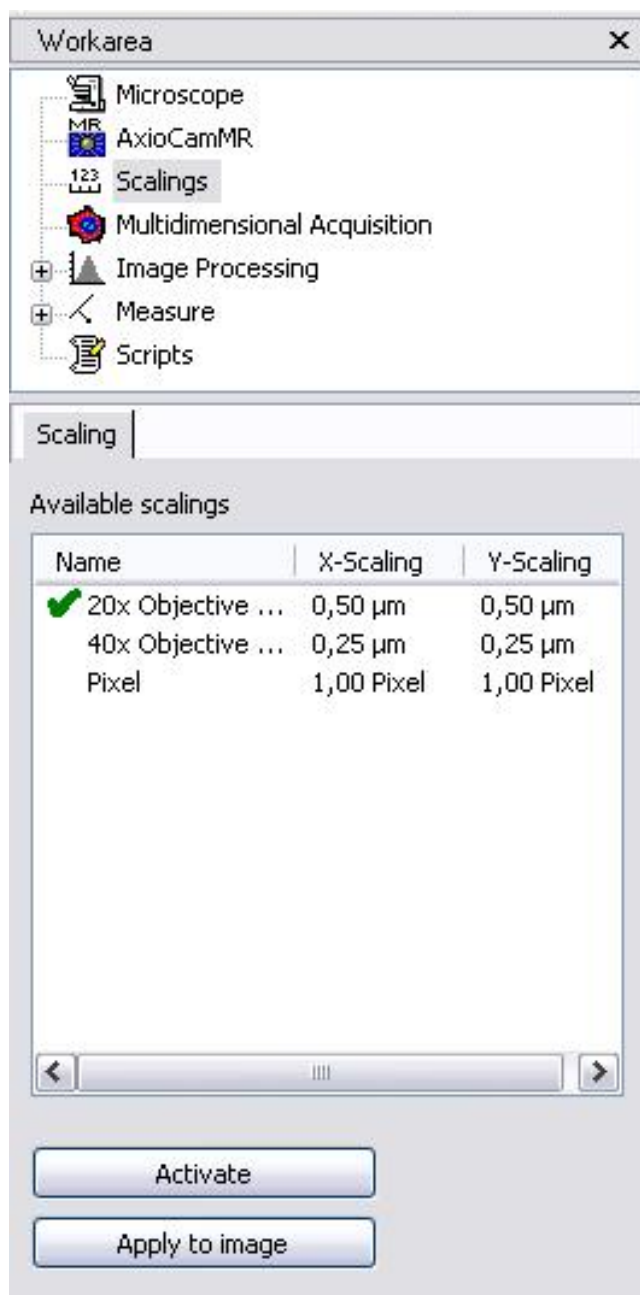 Workarea
Microscope
MR
AxioCamMR
123
Scalings
Multidimensional Acquisition
Image Processing
Measure
Scripts
Scaling
Available scalings
Name X-Scaling Y-Scaling
20x Objective ... 0,50 µm 0,50 µm
40x Objective ... 0,25 µm 0,25 µm
Pixel 1,00 Pixel 1,00 Pixel
Activate
Apply to image